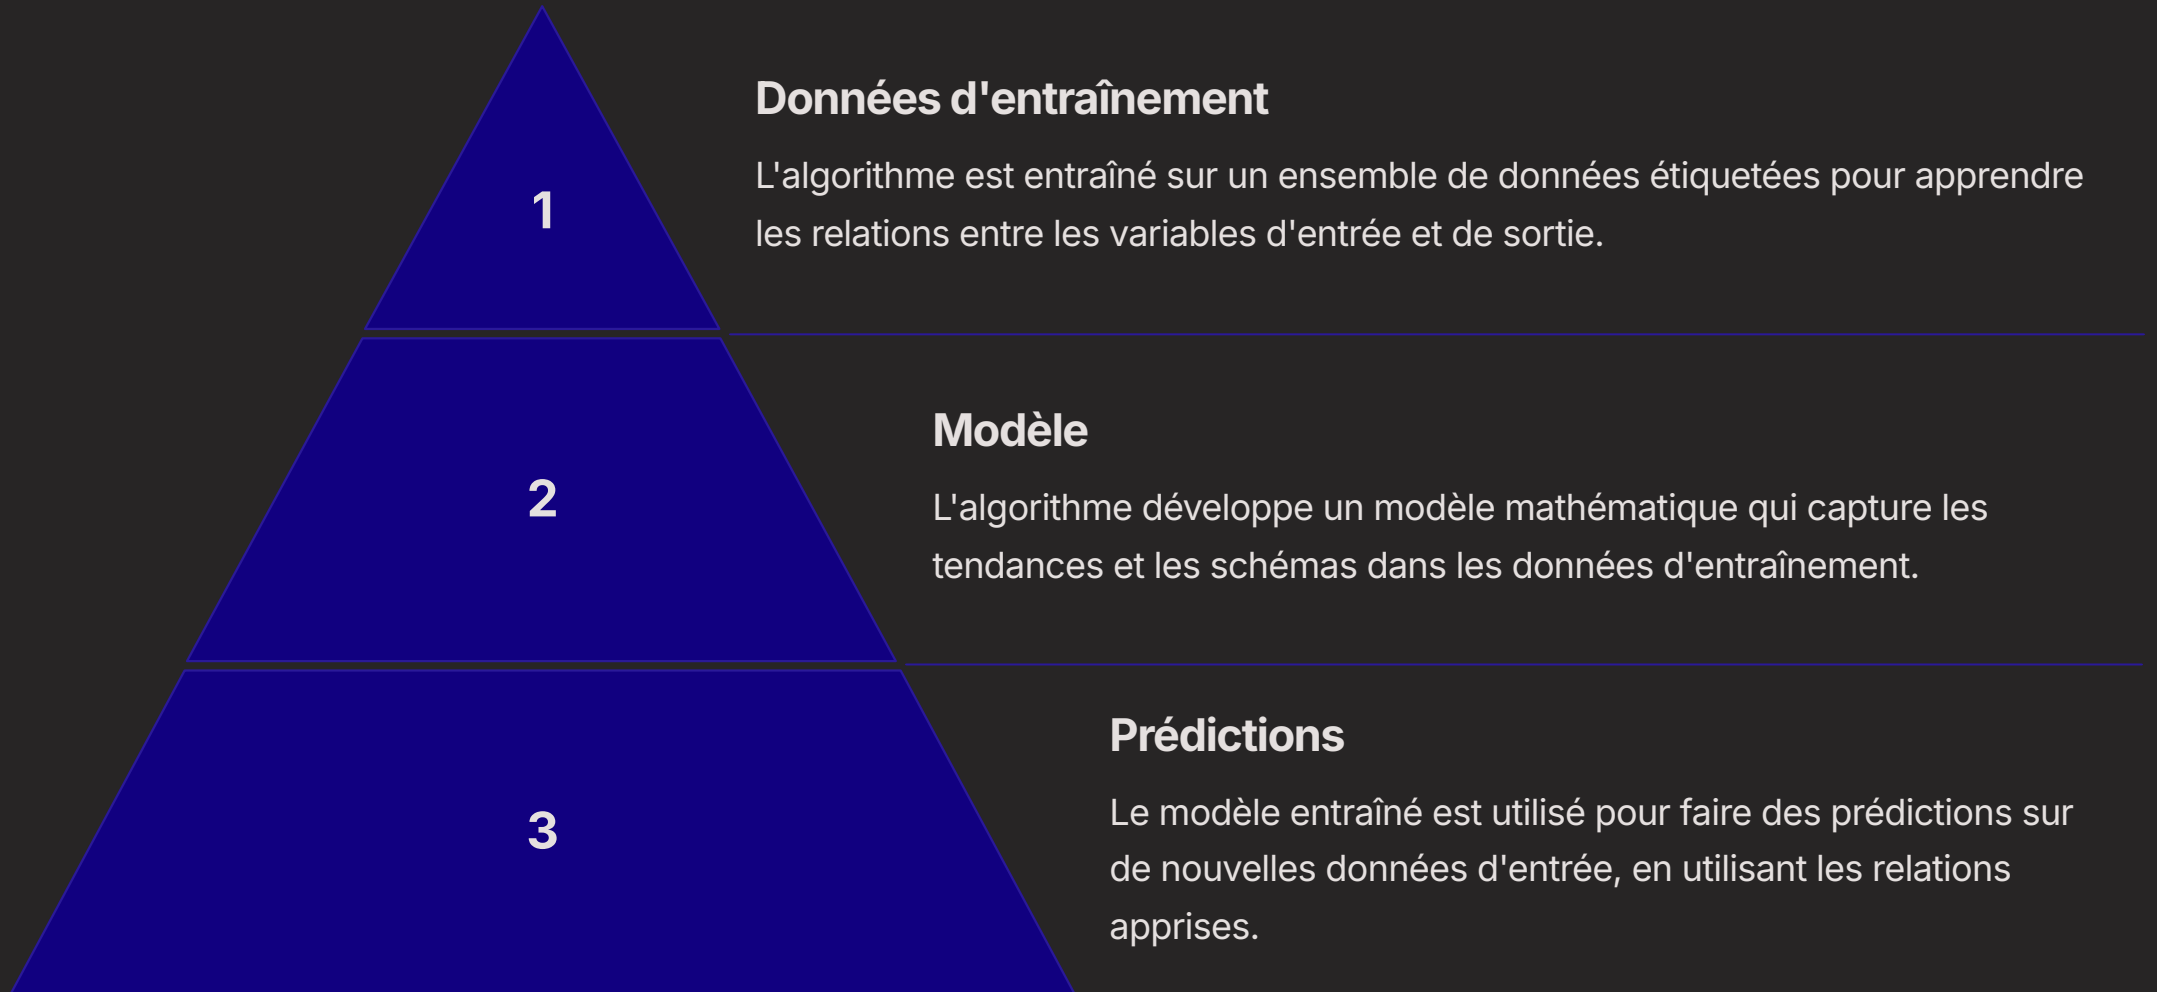 1
Données d'entraînement
L'algorithme est entraîné sur un ensemble de données étiquetées pour apprendre
les relations entre les variables d'entrée et de sortie.
2
Modèle
L'algorithme développe un modèle mathématique qui capture les
tendances et les schémas dans les données d'entraînement.
3
Prédictions
Le modèle entraîné est utilisé pour faire des prédictions sur
de nouvelles données d'entrée, en utilisant les relations
apprises.